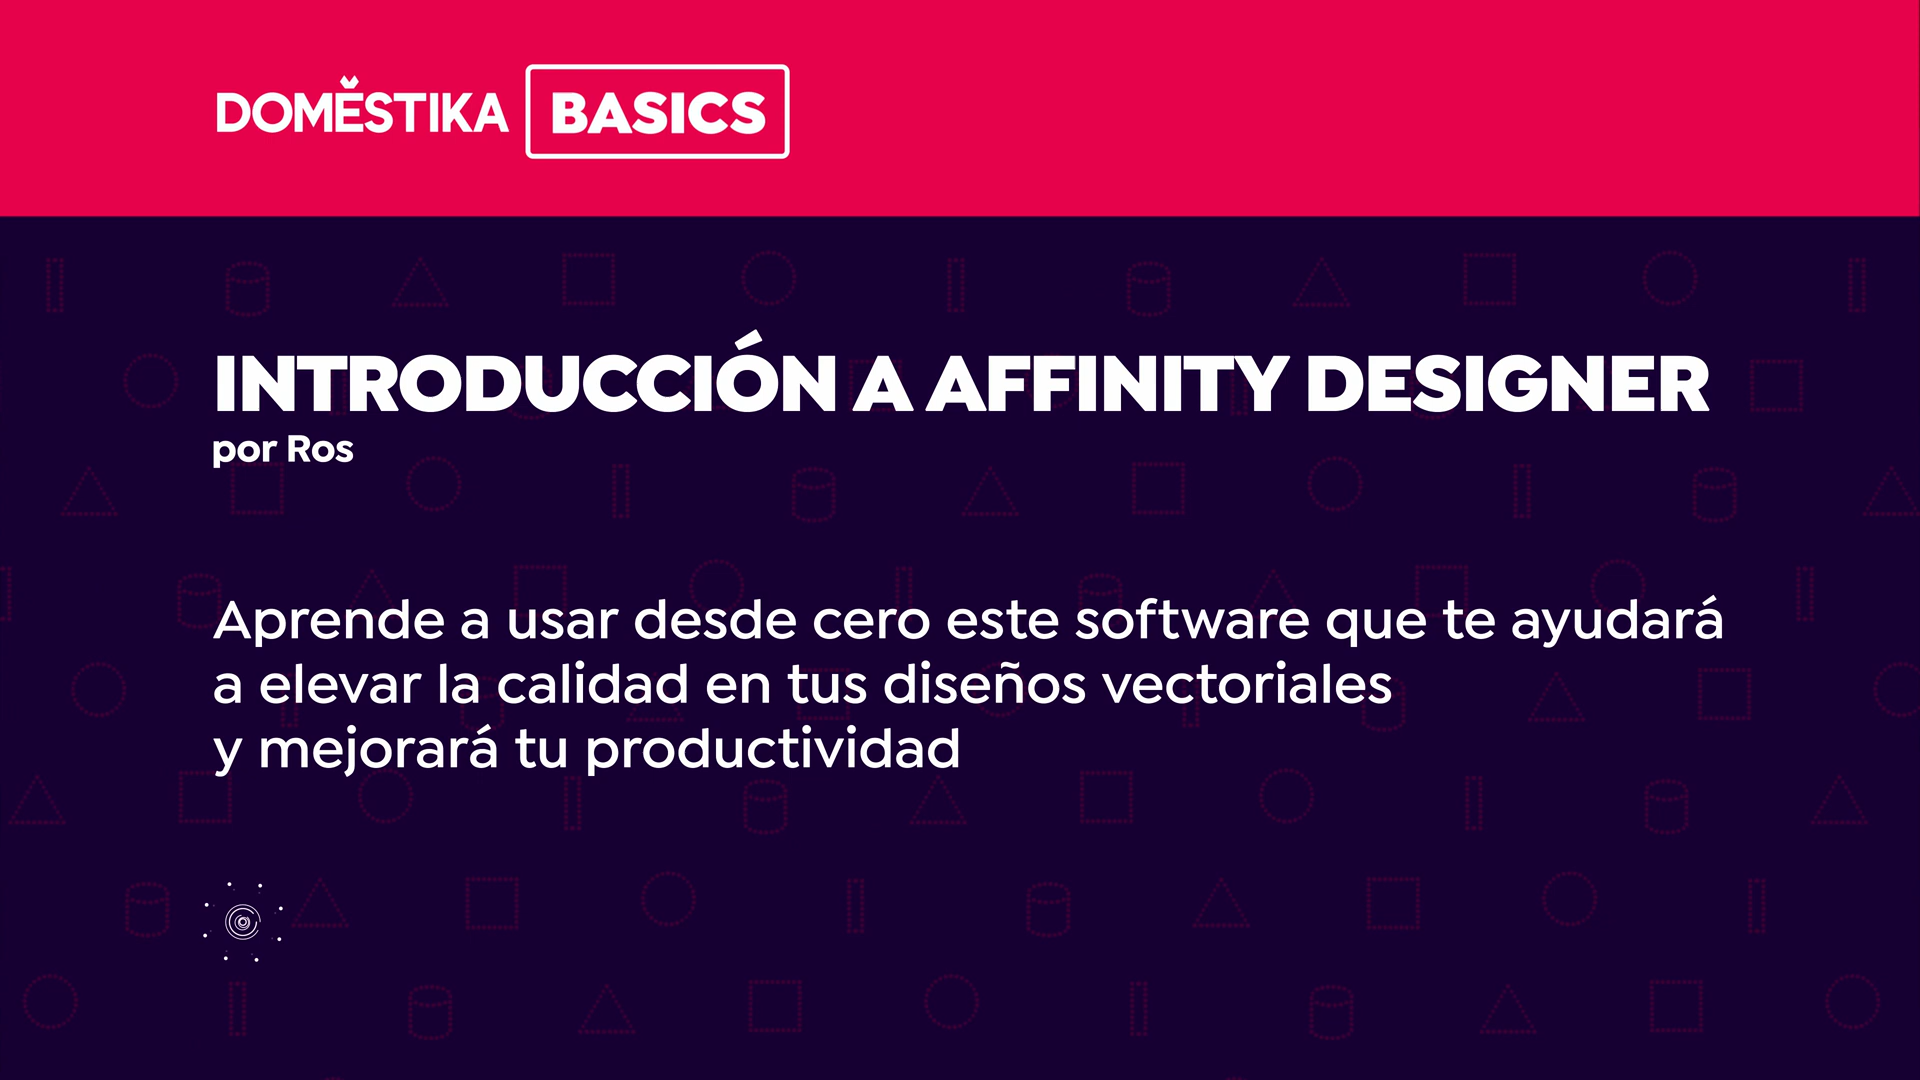 DOMĔSTIKA BASICS
INTRODUCCIÓN A AFFINITY DESIGNER
por Ros
Aprende a usar desde cero este software que te ayudará
a elevar la calidad en tus diseños vectoriales
y mejorará tu productividad